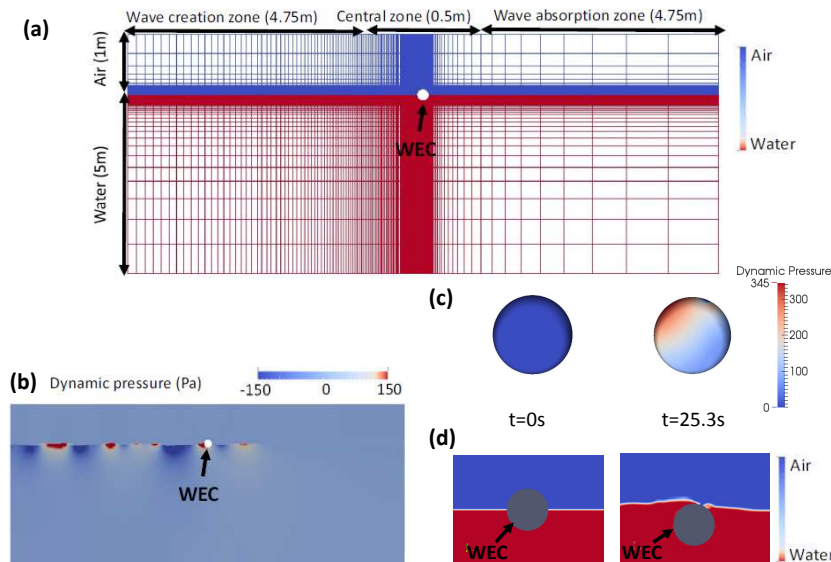 (a)
Wave creation zone (4.75m) Central zone (0.5m) Wave absorption zone (4.75m)
Air (1m)
Water (5m)
WEC
Air
Water
(b)
Dynamic pressure (Pa)
-150 0 150
WEC
(c)
Dynamic Pressure
345
300
200
100
0
t=0s t=25.3s
(d)
WEC
WEC
Air
Water